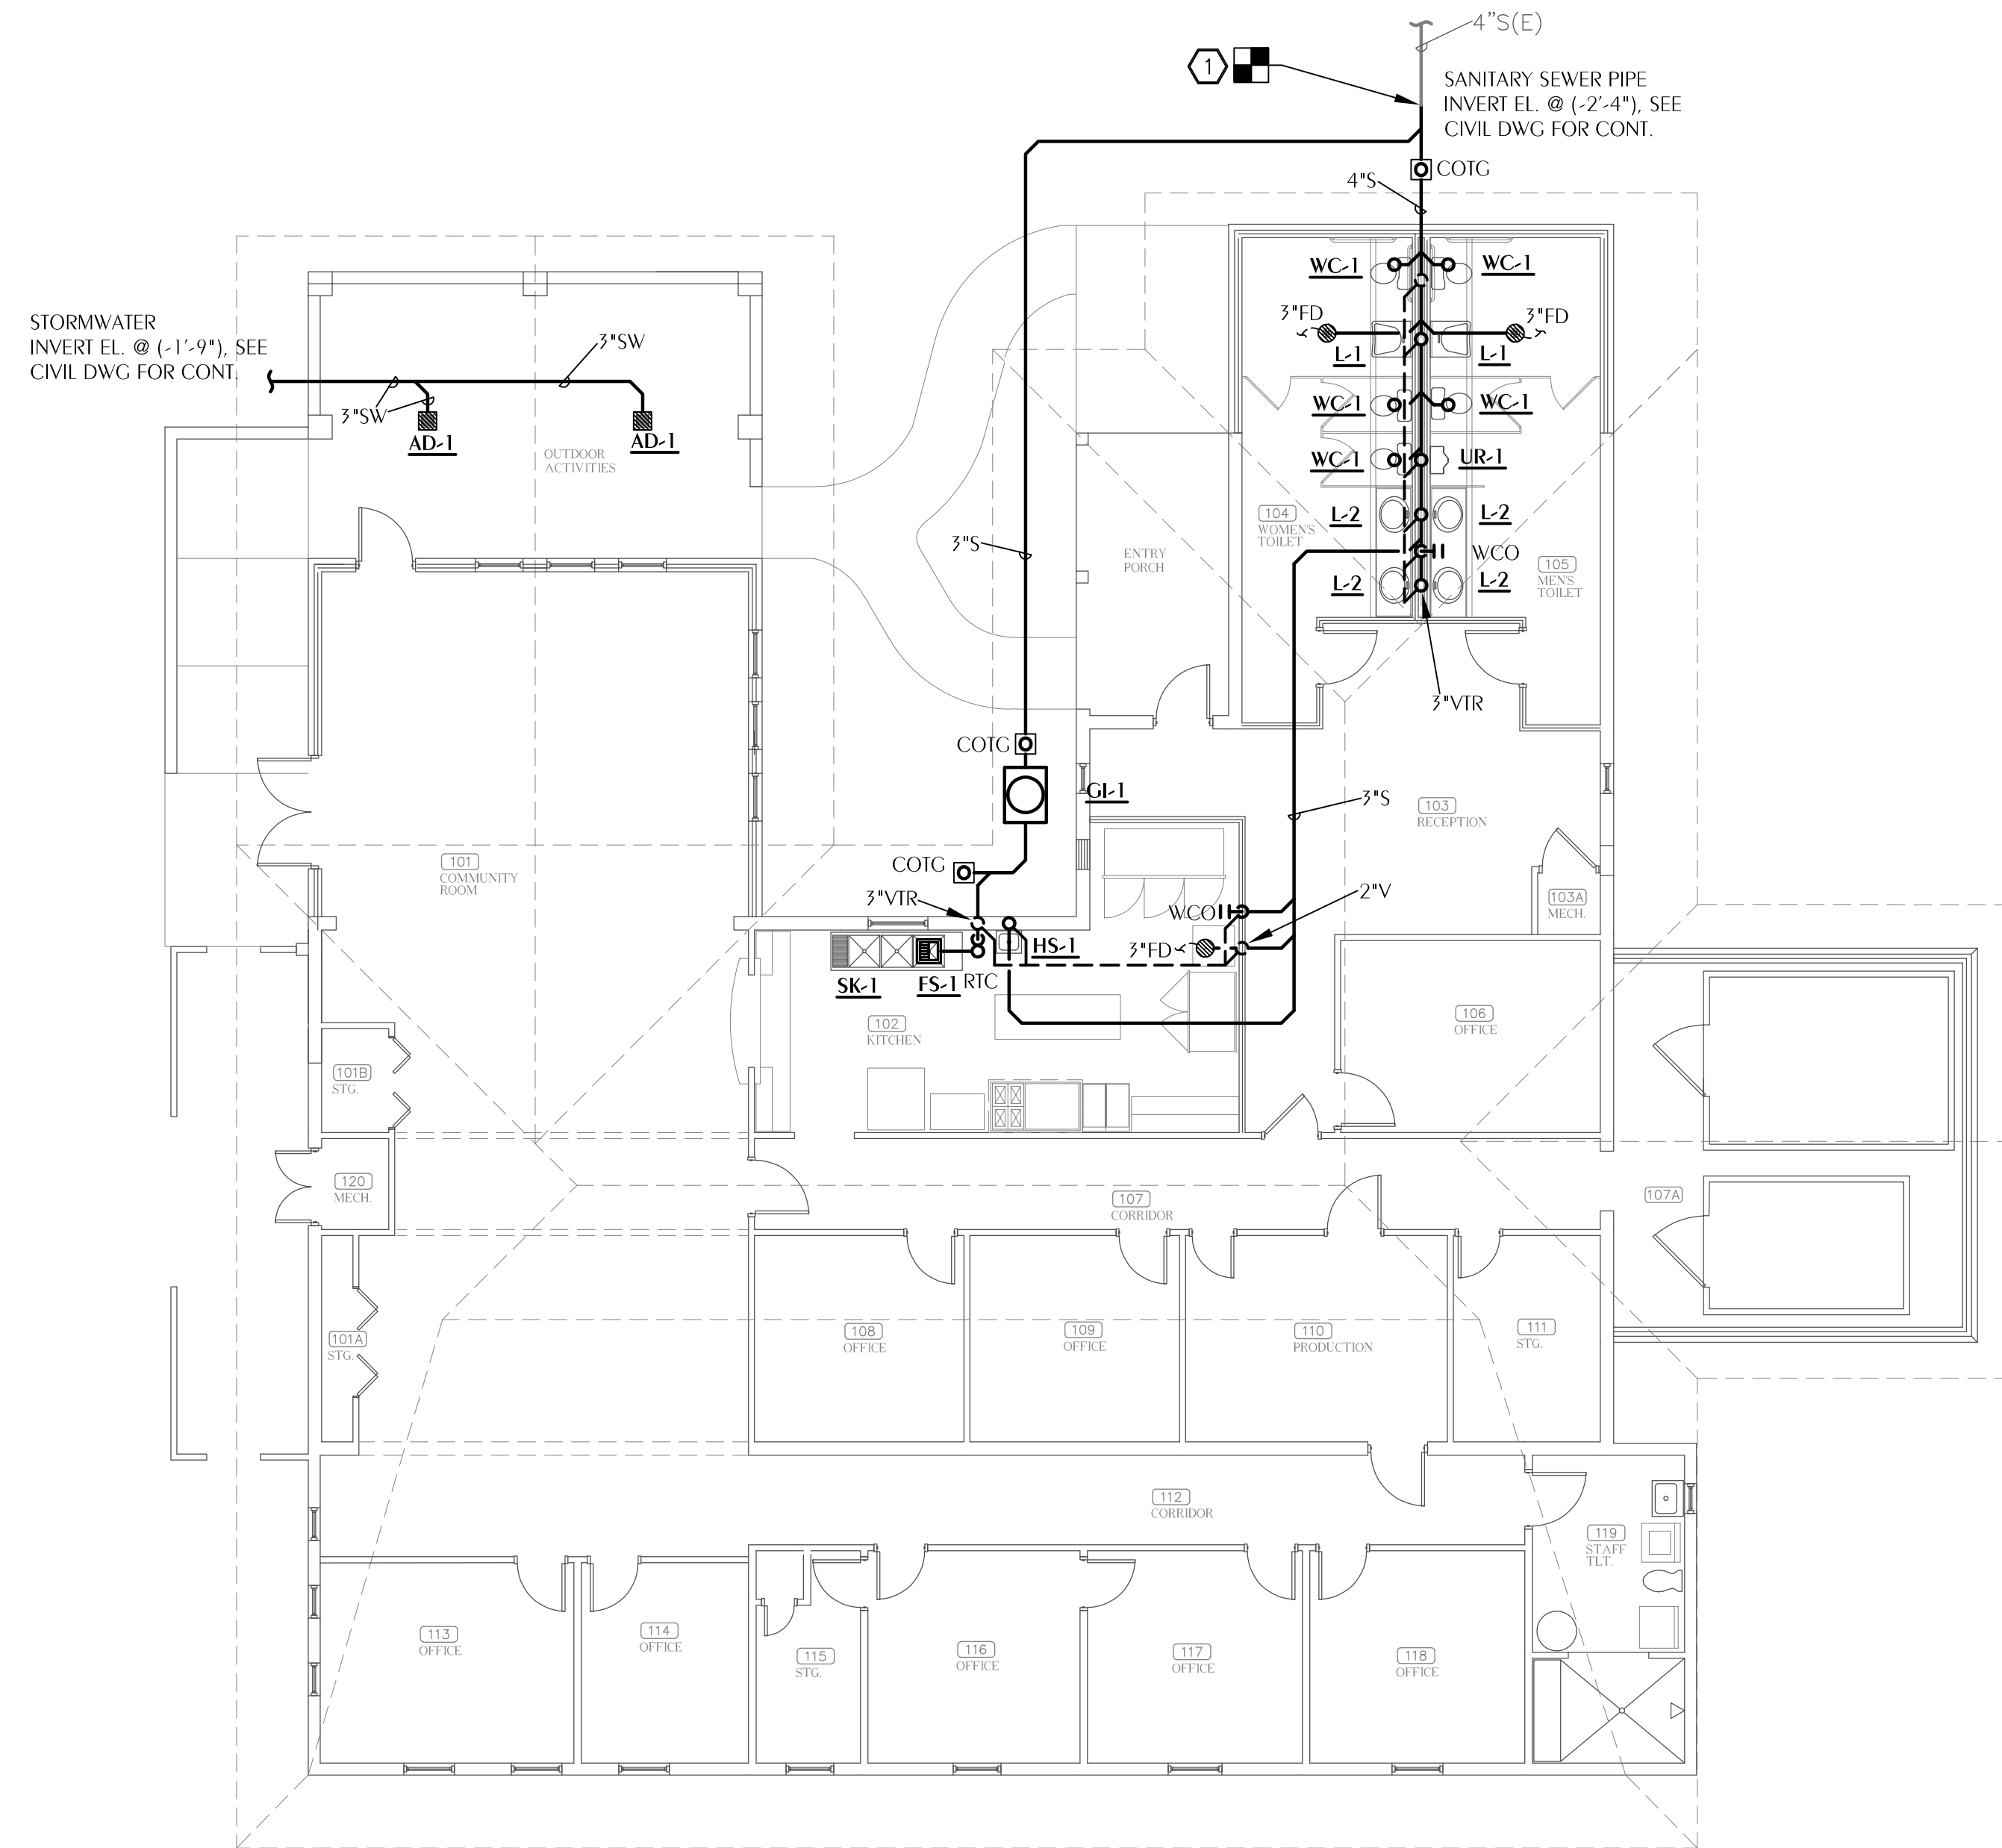 4"S(E)
1
SANITARY SEWER PIPE
INVERT EL. @ (-2'-4"), SEE
CIVIL DWG FOR CONT.
COTG
4"S
WC-1
WC-1
STORMWATER
INVERT EL. @ (-1'-9"), SEE
CIVIL DWG FOR CONT.
3"SW
3"FD
3"FD
L-1
L-1
3"SW
AD-1
AD-1
WC-1
WC-1
OUTDOOR
ACTIVITIES
WC-1
UR-1
104
WOMEN'S
TOILET
L-2
L-2
3"S
ENTRY
PORCH
WCO
105
MEN'S
TOILET
L-2
L-2
3"VTR
COTG
GI-1
3"S
103
RECEPTION
101
COMMUNITY
ROOM
COTG
3"VTR
2"V
103A
MECH.
WCO
HS-1
3"FD
SK-1
FS-1
RTC
102
KITCHEN
106
OFFICE
101B
STG.
120
MECH.
107
CORRIDOR
107A
101A
STG.
108
OFFICE
109
OFFICE
110
PRODUCTION
111
STG.
112
CORRIDOR
119
STAFF
TLT.
113
OFFICE
114
OFFICE
115
STG.
116
OFFICE
117
OFFICE
118
OFFICE